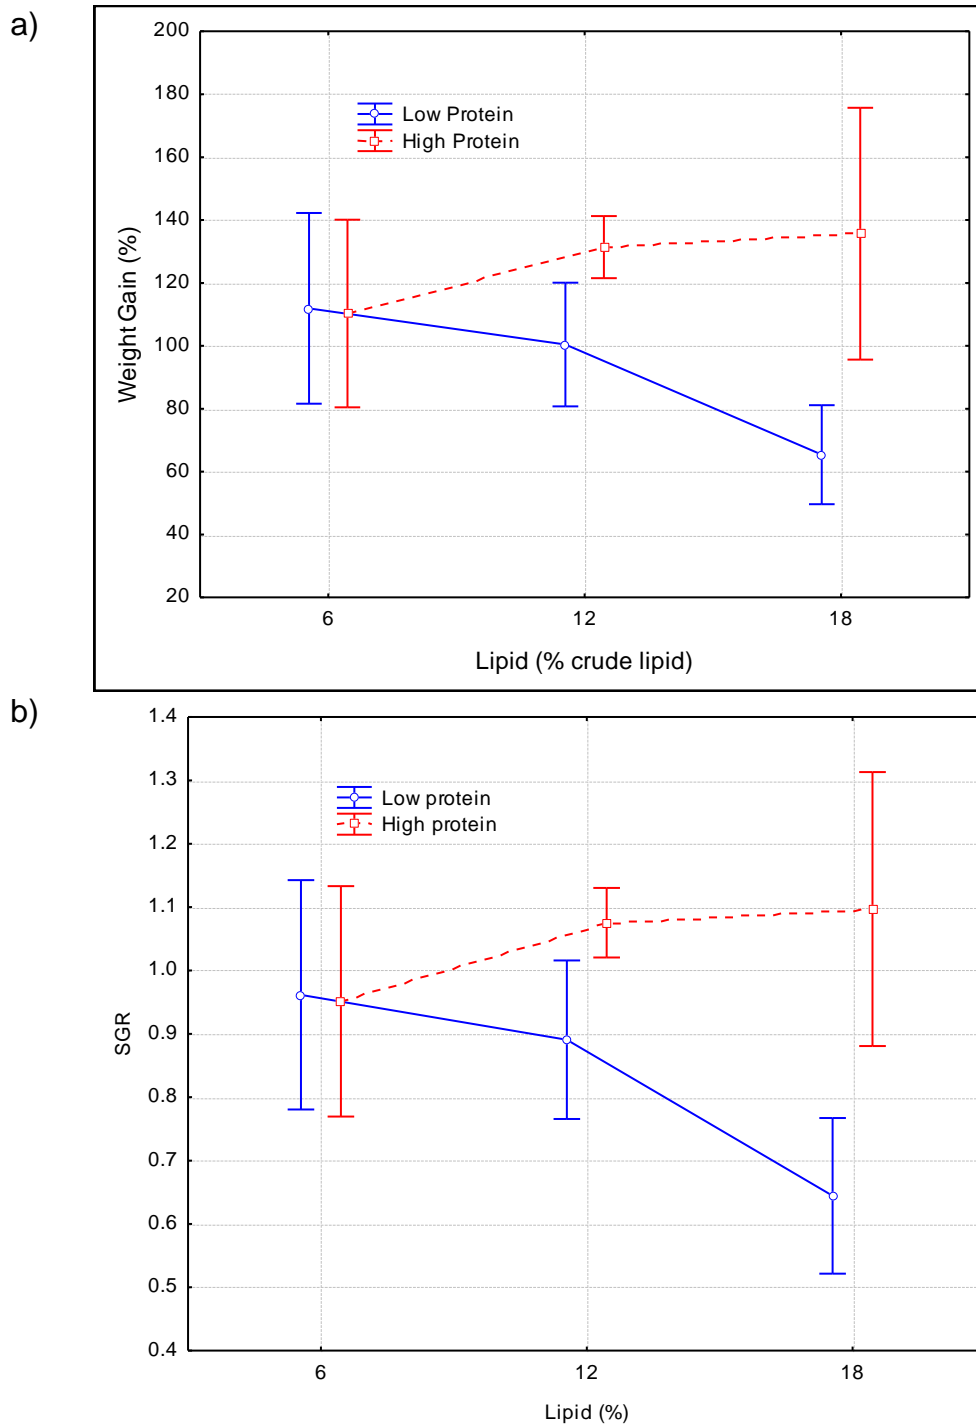 a)
200
180
160
140
120
100
80
60
40
20
Weight Gain (%)
Low Protein
High Protein
6 12 18
Lipid (% crude lipid)
b)
1.4
1.3
1.2
1.1
1.0
0.9
0.8
0.7
0.6
0.5
0.4
SGR
Low protein
High protein
6 12 18
Lipid (%)